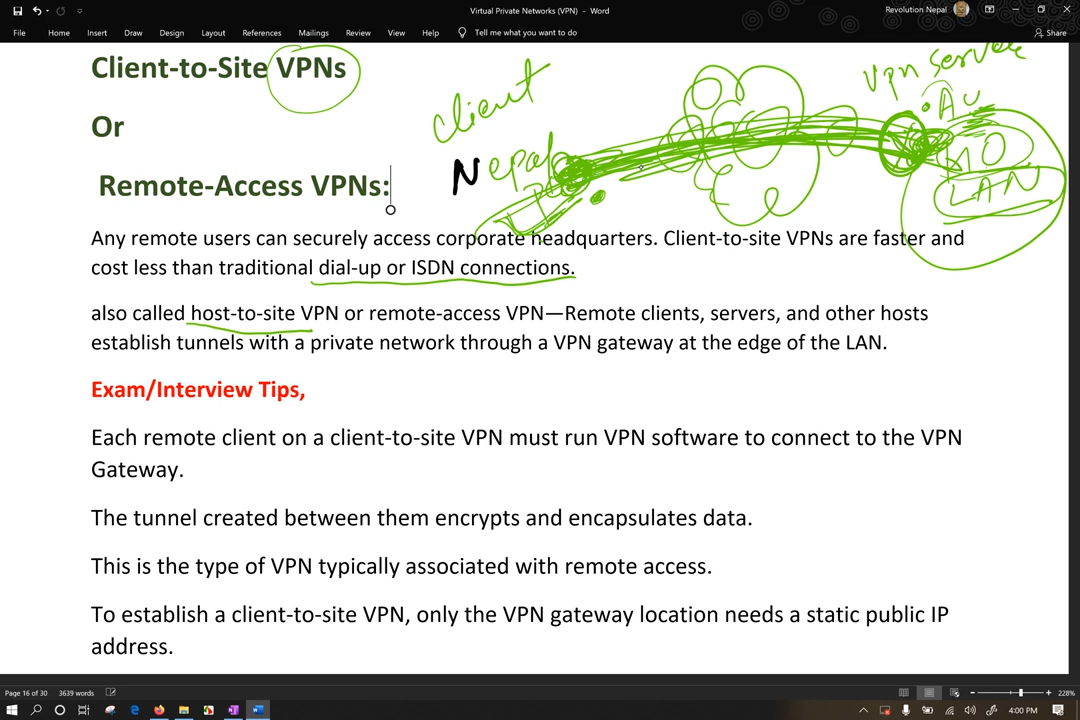 Virtual Private Networks (VPN) - Word
Revolution Nepal
File Home Insert Draw Design Layout References Mailings Review View Help Tell me what you want to do Share
Client-to-Site VPNs
Or
Remote-Access VPNs:
client
Nepal
Vpn Server
AU
HO
LAN
Any remote users can securely access corporate headquarters. Client-to-site VPNs are faster and
cost less than traditional dial-up or ISDN connections.
also called host-to-site VPN or remote-access VPN—Remote clients, servers, and other hosts
establish tunnels with a private network through a VPN gateway at the edge of the LAN.
Exam/Interview Tips,
Each remote client on a client-to-site VPN must run VPN software to connect to the VPN
Gateway.
The tunnel created between them encrypts and encapsulates data.
This is the type of VPN typically associated with remote access.
To establish a client-to-site VPN, only the VPN gateway location needs a static public IP
address.
Page 16 of 30 3639 words 228%
4:00 PM